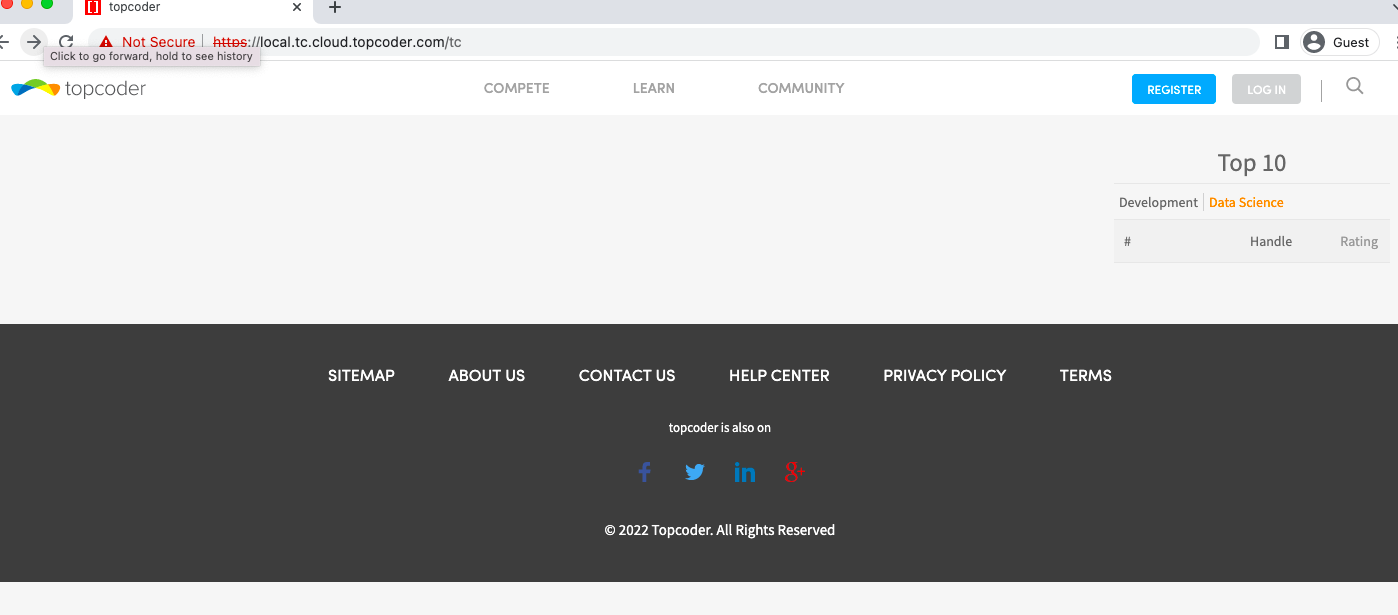 topcoder
Not Secure https://local.tc.cloud.topcoder.com/tc Guest
Click to go forward, hold to see history
topcoder COMPETE LEARN COMMUNITY REGISTER LOG IN
Top 10
Development Data Science
# Handle Rating
SITEMAP ABOUT US CONTACT US HELP CENTER PRIVACY POLICY TERMS
topcoder is also on
© 2022 Topcoder. All Rights Reserved